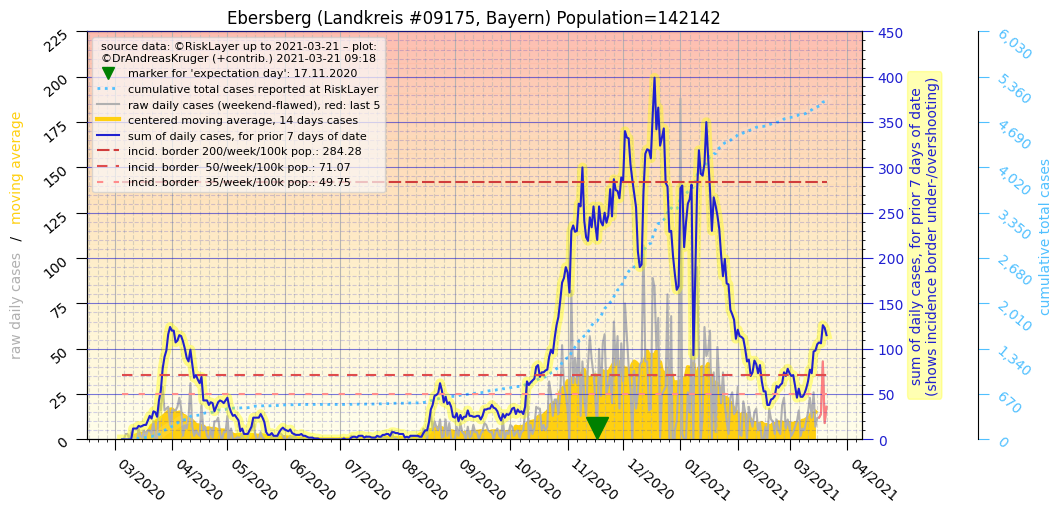 Ebersberg (Landkreis #09175, Bayern) Population=142142
source data: ©RiskLayer up to 2021-03-21 – plot:
©DrAndreasKruger (+contrib.) 2021-03-21 09:18
marker for 'expectation day': 17.11.2020
cumulative total cases reported at RiskLayer
raw daily cases (weekend-flawed), red: last 5
centered moving average, 14 days cases
sum of daily cases, for prior 7 days of date
incid. border 200/week/100k pop.: 284.28
incid. border  50/week/100k pop.: 71.07
incid. border  35/week/100k pop.: 49.75
raw daily cases / moving average
225
200
175
150
125
100
75
50
25
0
03/2020
04/2020
05/2020
06/2020
07/2020
08/2020
09/2020
10/2020
11/2020
12/2020
01/2021
02/2021
03/2021
04/2021
450
400
350
300
250
200
150
100
50
0
sum of daily cases, for prior 7 days of date
(shows incidence border under-/overshooting)
6,030
5,360
4,690
4,020
3,350
2,680
2,010
1,340
670
0
cumulative total cases